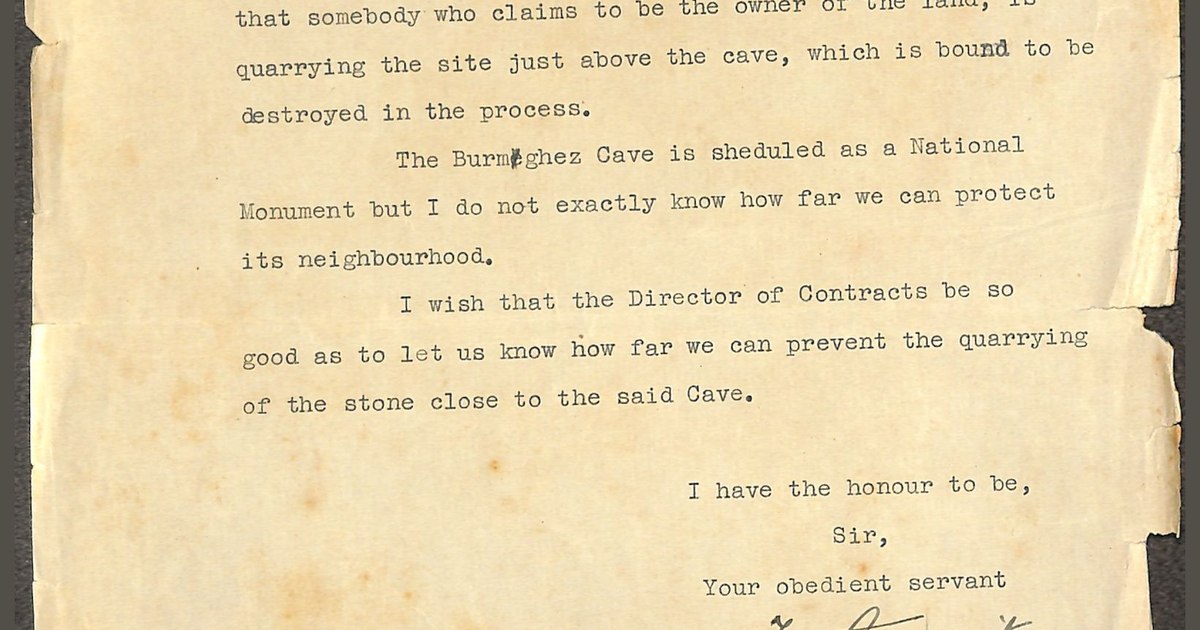 that somebody who claims to be the owner of the land, is
quarrying the site just above the cave, which is bound to be
destroyed in the process.
The Burmeghez Cave is sheduled as a National
Monument but I do not exactly know how far we can protect
its neighbourhood.
I wish that the Director of Contracts be so
good as to let us know how far we can prevent the quarrying
of the stone close to the said Cave.
I have the honour to be,
Sir,
Your obedient servant